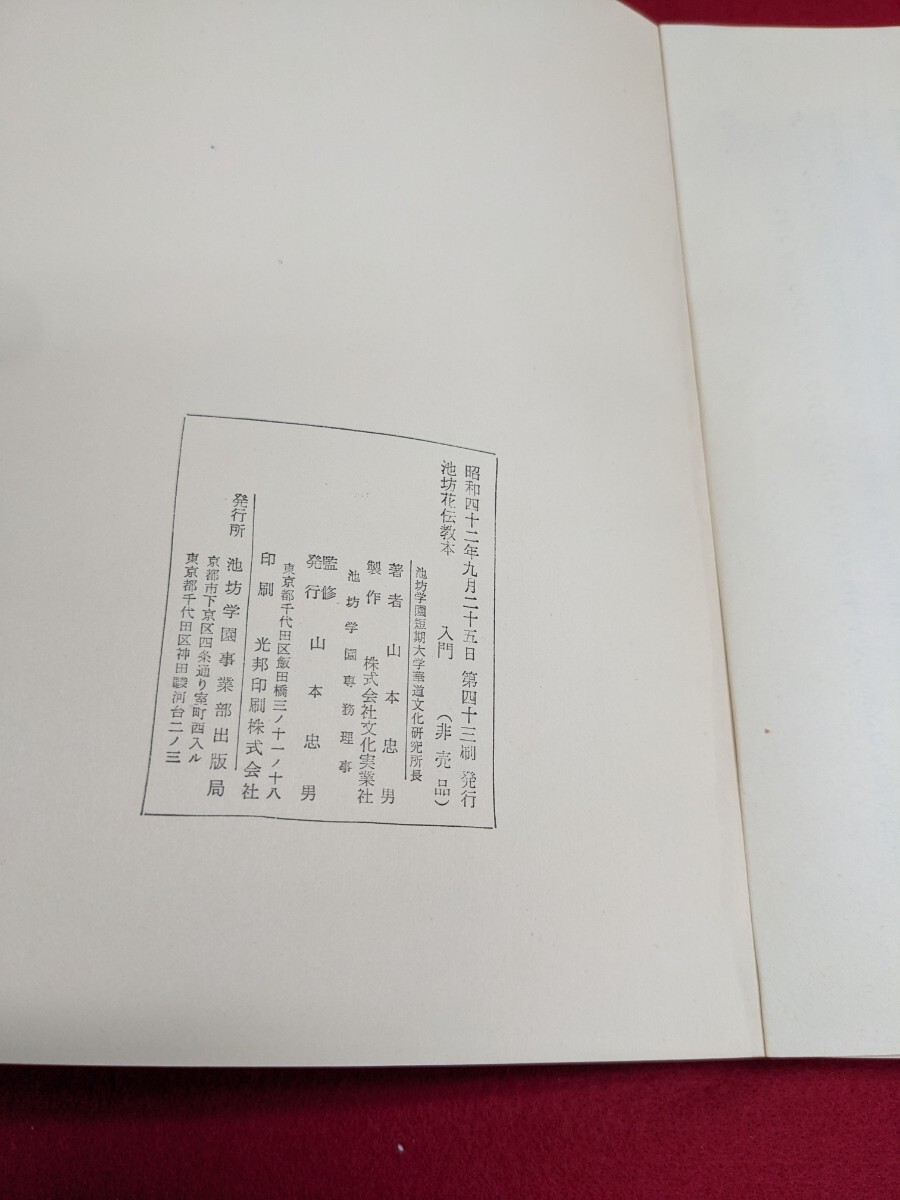 昭和四十二年九月二十五日 第四十三刷 発行
池坊花伝教本 入門 (非売品)
池坊学園短期大学華道文化研究所長
著者 山本忠男
製作 株式会社文化実業社
池坊学園専務理事
監修
発行 山本忠男
東京都千代田区飯田橋三ノ十一ノ十八
印刷 光邦印刷株式会社
発行所 池坊学園事業部出版局
京都市下京区四条通り室町西入ル
東京都千代田区神田駿河台二ノ三